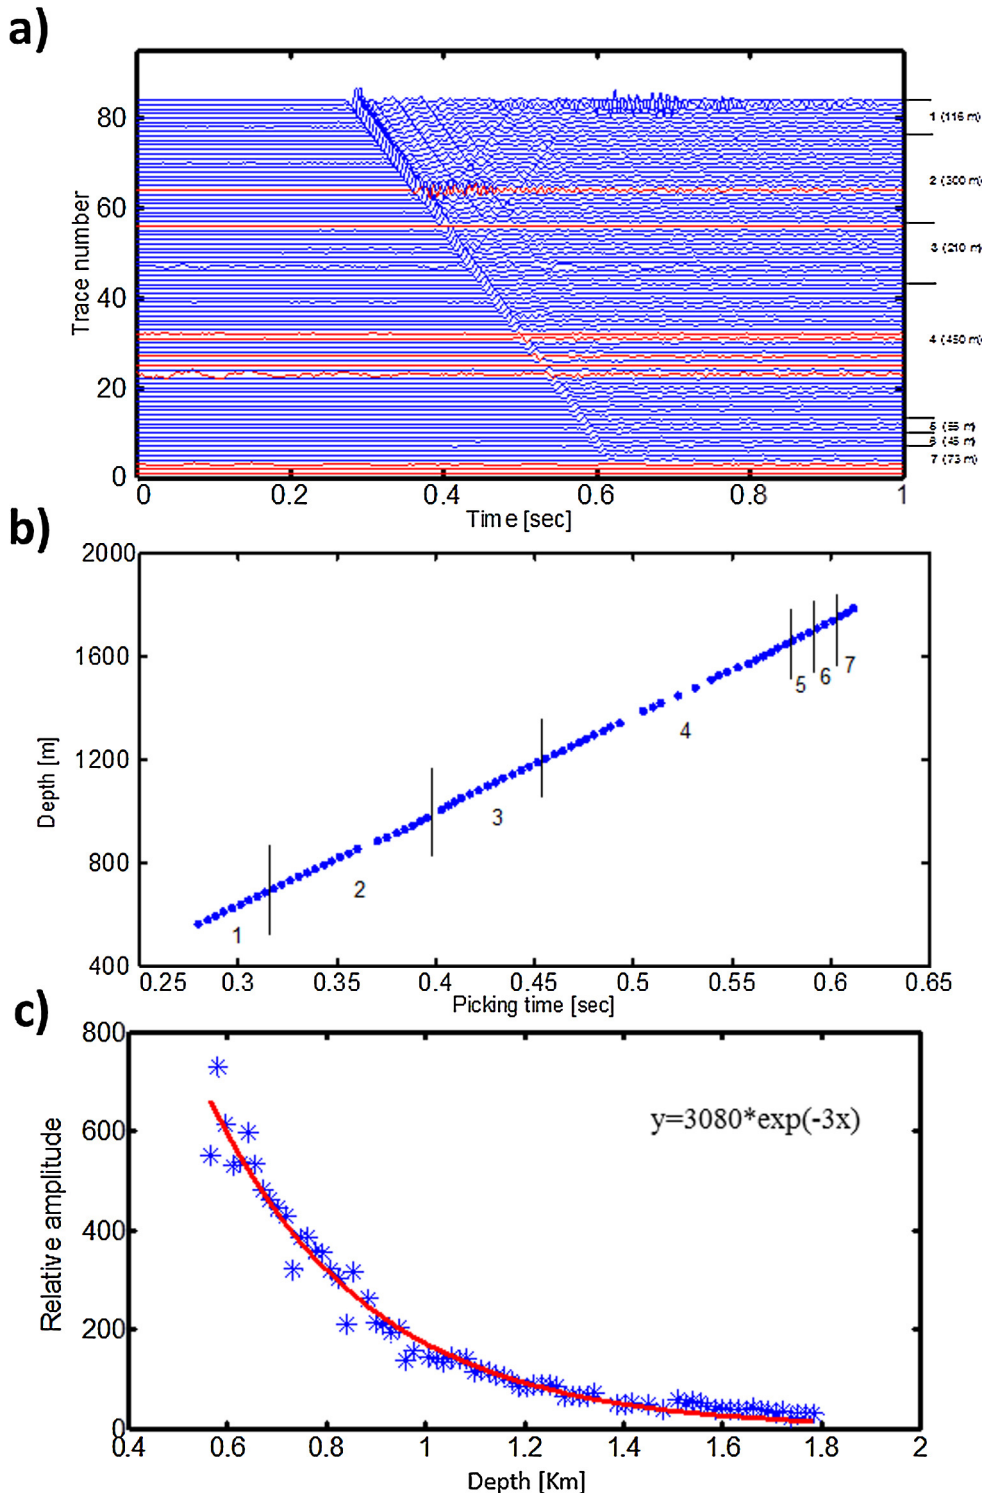 a)
80
60
40
20
0
Trace number
1 (116 m)
2 (300 m)
3 (210 m)
4 (450 m)
6 (45 m)
7 (73 m)
0 0.2 0.4 0.6 0.8 1
Time [sec]
b)
2000
1600
1200
800
400
Depth [m]
1
2
3
4
5
6
7
0.25 0.3 0.35 0.4 0.45 0.5 0.55 0.6 0.65
Picking time [sec]
c)
800
600
400
200
0
Relative amplitude
y=3080*exp(-3x)
0.4 0.6 0.8 1 1.2 1.4 1.6 1.8 2
Depth [Km]